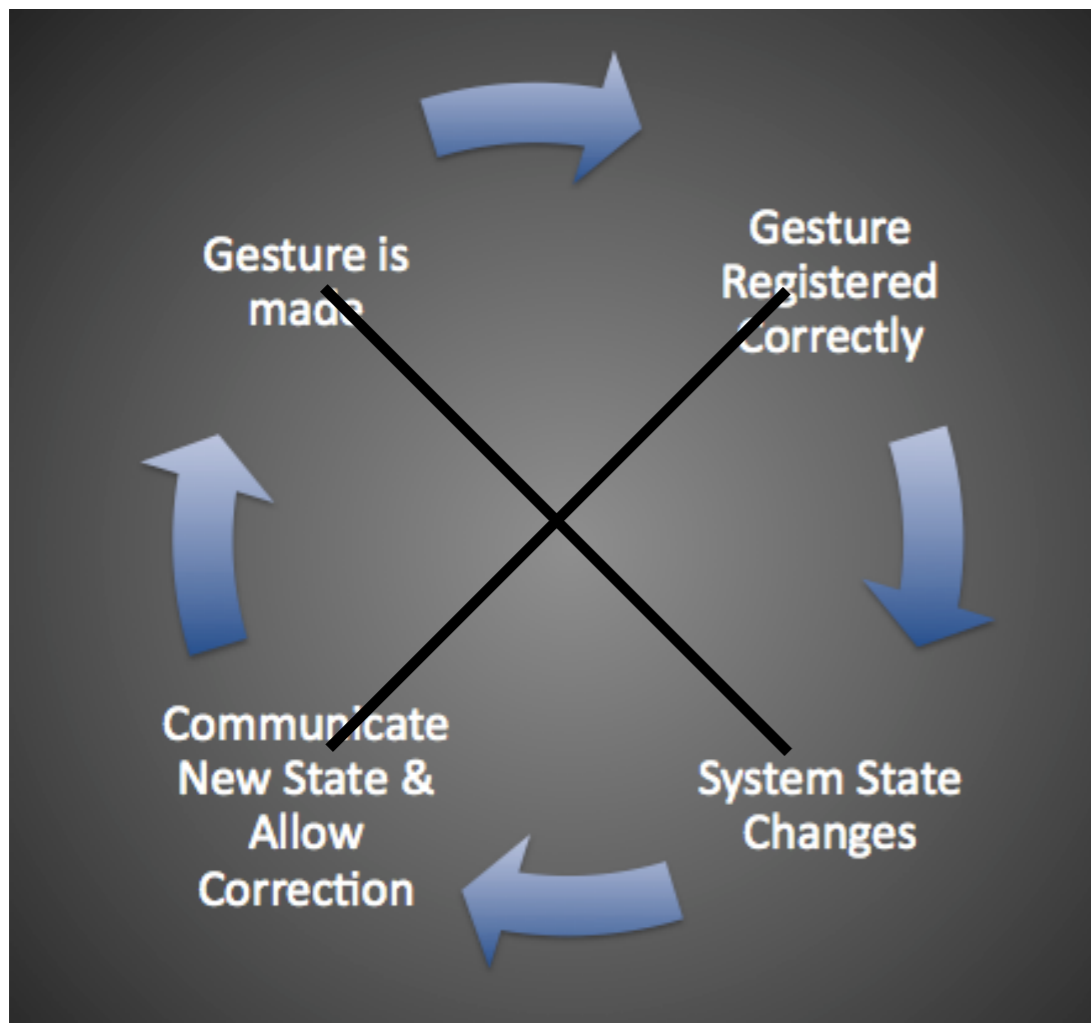 Gesture is
made
Gesture
Registered
Correctly
System State
Changes
Communicate
New State &
Allow
Correction